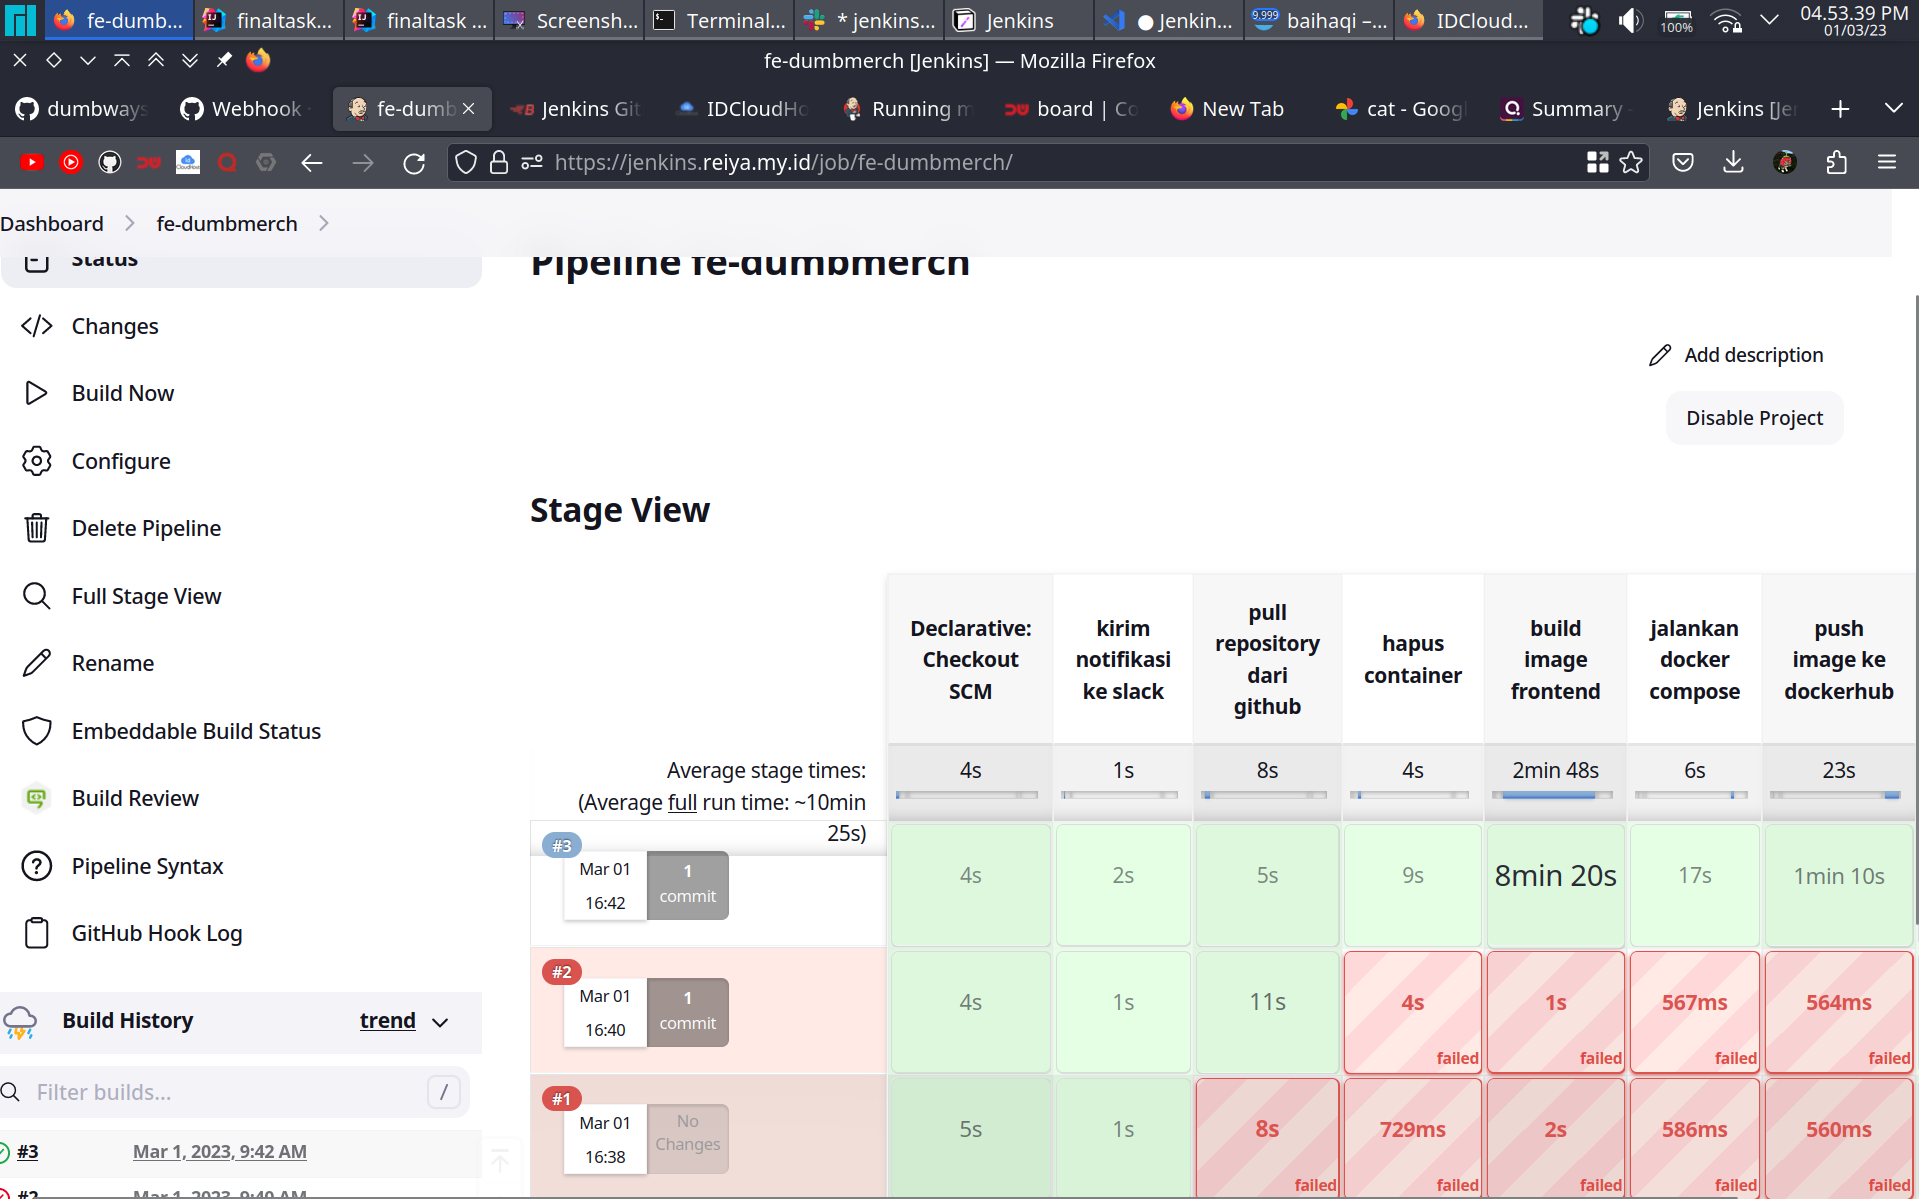 fe-dumb...
finaltask...
finaltask ...
Screensh...
Terminal...
* jenkins...
Jenkins
● Jenkin...
9,999
baihaqi –...
IDCloud...
100%
04.53.39 PM
01/03/23
fe-dumbmerch [Jenkins] — Mozilla Firefox
dumbways
Webhook
fe-dumb
Jenkins Git
IDCloudHo
Running m
board | Co
New Tab
cat - Googl
Summary -
Jenkins [Je
https://jenkins.reiya.my.id/job/fe-dumbmerch/
Dashboard
fe-dumbmerch
Status
Pipeline fe-dumbmerch
Changes
Build Now
Configure
Delete Pipeline
Full Stage View
Rename
Embeddable Build Status
Build Review
Pipeline Syntax
GitHub Hook Log
Add description
Disable Project
Stage View
Declarative:
Checkout
SCM
kirim
notifikasi
ke slack
pull
repository
dari
github
hapus
container
build
image
frontend
jalankan
docker
compose
push
image ke
dockerhub
Average stage times:
(Average full run time: ~10min
25s)
4s
1s
8s
4s
2min 48s
6s
23s
#3
Mar 01
16:42
1
commit
4s
2s
5s
9s
8min 20s
17s
1min 10s
#2
Mar 01
16:40
1
commit
4s
1s
11s
4s
failed
1s
failed
567ms
failed
564ms
failed
#1
Mar 01
16:38
No
Changes
5s
1s
8s
failed
729ms
failed
2s
failed
586ms
failed
560ms
failed
Build History
trend
Filter builds...
/
#3
Mar 1, 2023, 9:42 AM
#2
Mar 1, 2023, 9:40 AM